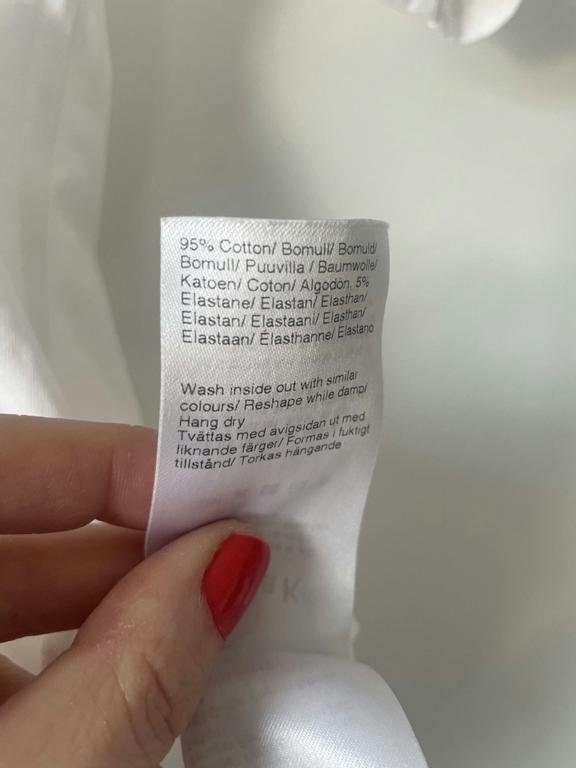 95% Cotton/ Bomull/ Bomuld/
Bomull/ Puuvilla / Baumwolle/
Katoen/ Coton/ Algodón, 5%
Elastane/ Elastan/ Elasthan/
Elastan/ Elastaani/ Elasthan/
Elastaan/ Élasthanne/ Elastano
Wash inside out with similar
colours/ Reshape while damp/
Hang dry
Tvättas med avigsidan ut med
liknande färger/ Formas i fuktigt
tillstånd/ Torkas hängande